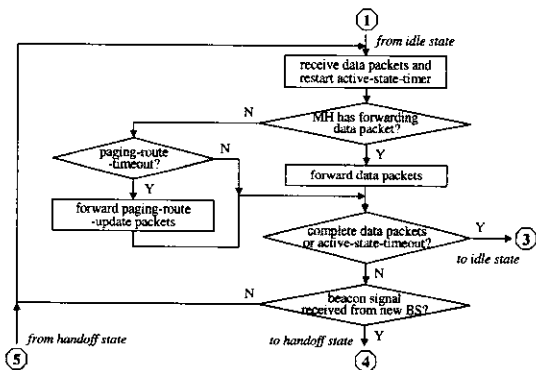 1
from idle state
receive data packets and
restart active-state-timer
N
MH has forwarding
data packet?
paging-route
-timeout?
N
Y
Y
forward data packets
forward paging-route
-update packets
complete data packets
or active-state-timeout?
Y
3
to idle state
N
N
beacon signal
received from new BS?
5
from handoff state
to handoff state
Y
4